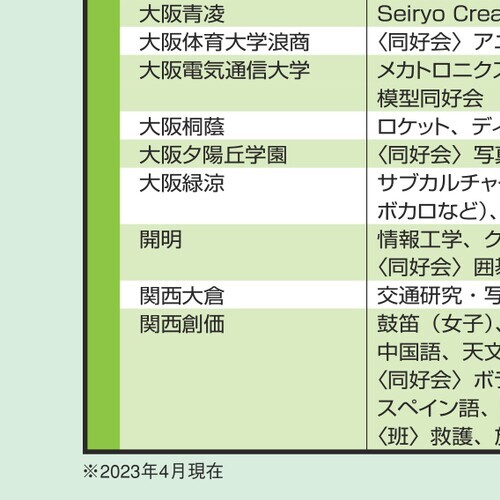 大阪青凌 Seiryo Crea
大阪体育大学浪商 〈同好会〉アニ
大阪電気通信大学 メカトロニクス
模型同好会
大阪桐蔭 ロケット、ディ
大阪夕陽丘学園 〈同好会〉写真
大阪緑涼 サブカルチャー
ボカロなど）、
開明 情報工学、ク
〈同好会〉囲碁
関西大倉 交通研究・写
関西創価 鼓笛（女子）、
中国語、天文
〈同好会〉ボラ
スペイン語、
〈班〉救護、
※2023年4月現在